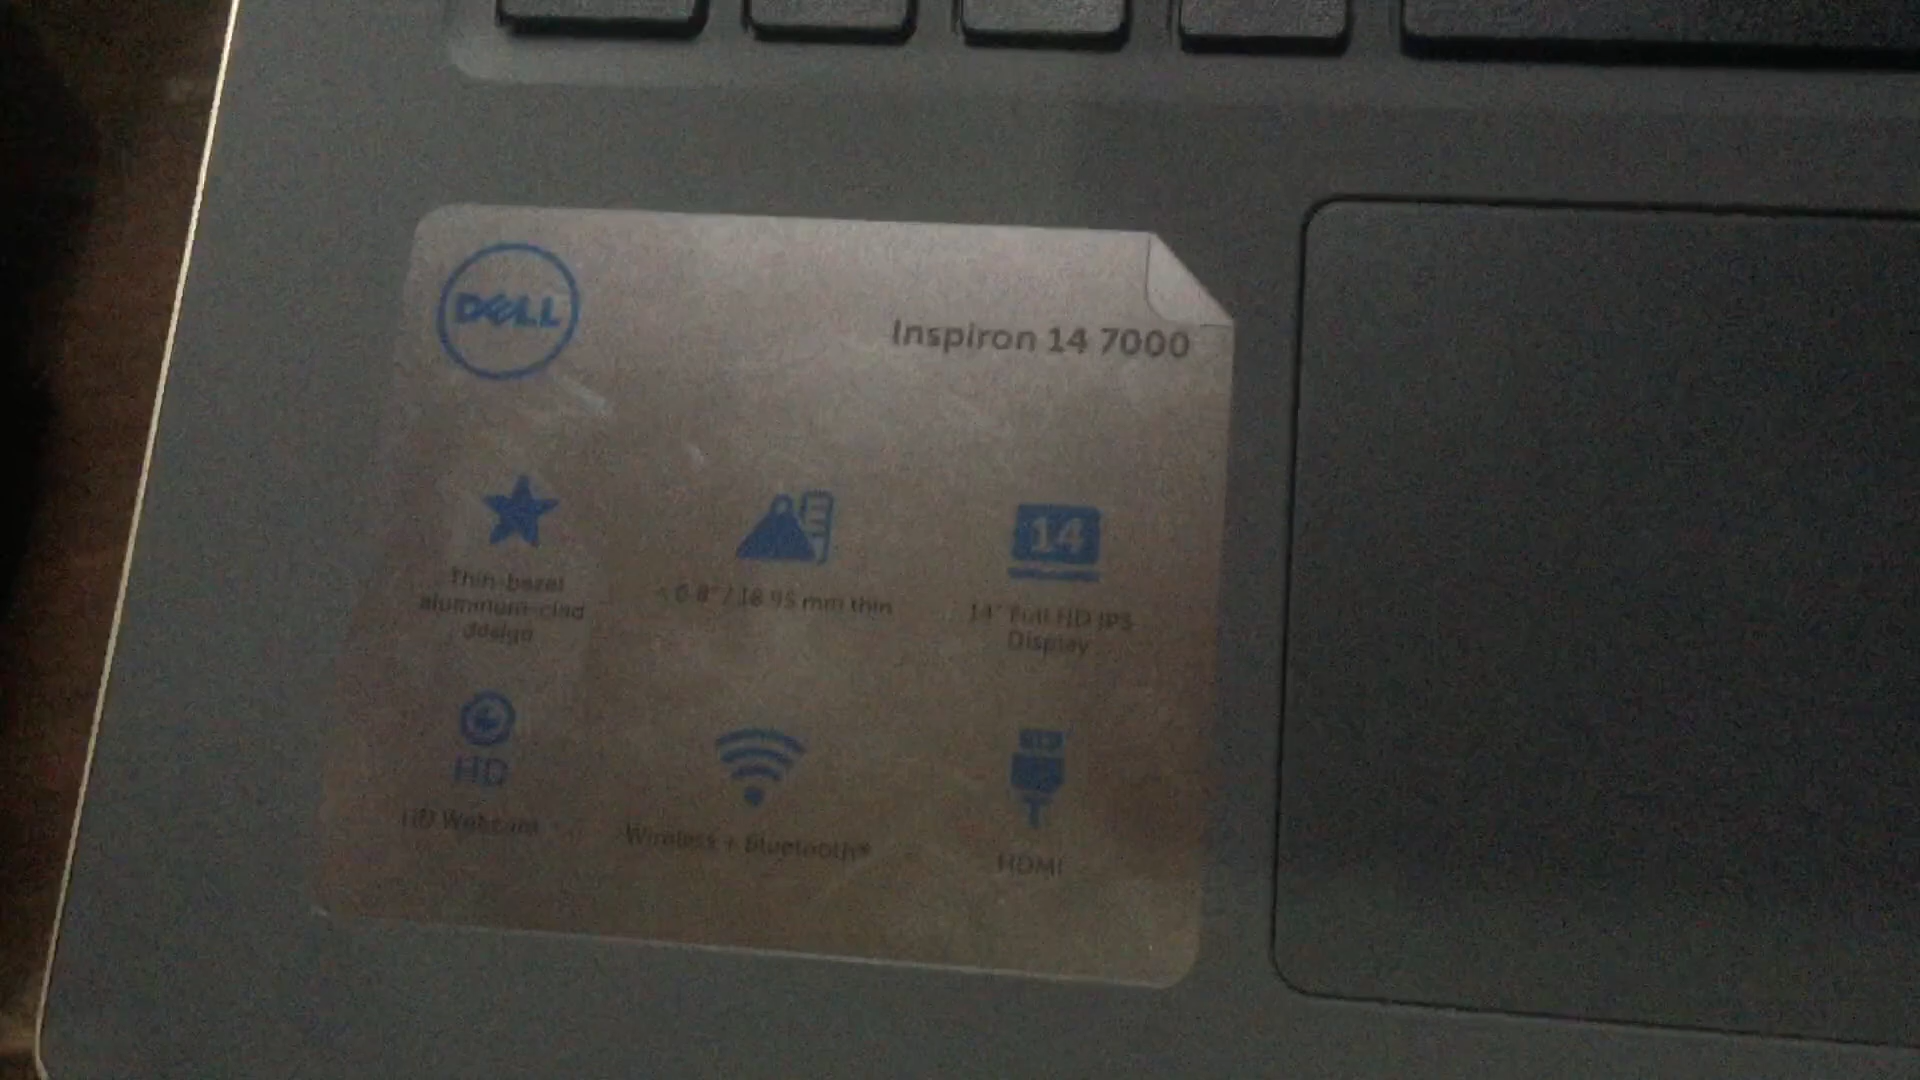 DELL
Inspiron 14 7000
14
Thin-bezel
aluminum-clad
design
< 0.8" / 18.95 mm thin
14" Full HD IPS
Display
HD
HD Webcam
Wireless + Bluetooth®
HDMI